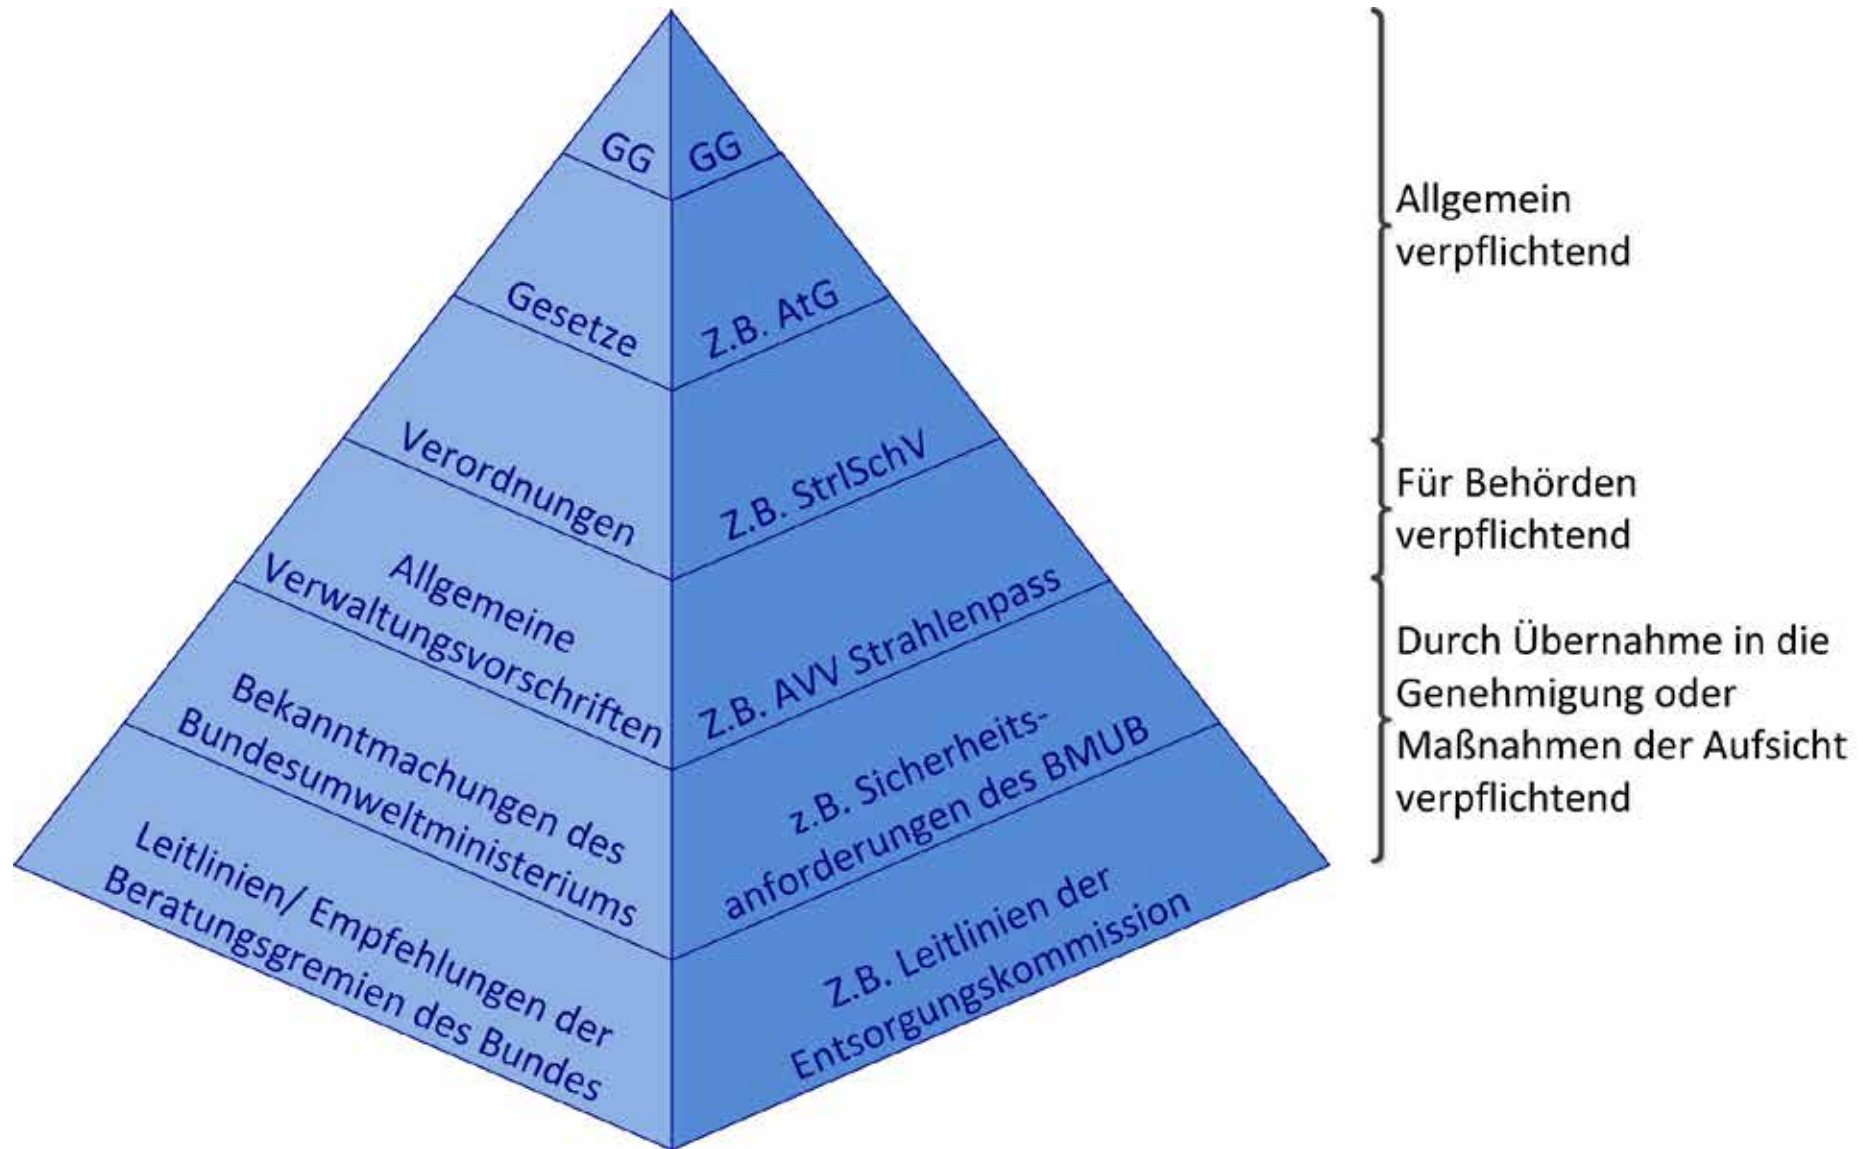 GG
GG
Gesetze
Z.B. AtG
Verordnungen
Z.B. StrlSchV
Allgemeine
Verwaltungsvorschriften
Z.B. AVV Strahlenpass
Bekanntmachungen des
Bundesumweltministeriums
z.B. Sicherheits-
anforderungen des BMUB
Leitlinien/ Empfehlungen der
Beratungsgremien des Bundes
Z.B. Leitlinien der
Entsorgungskommission
Allgemein
verpflichtend
Für Behörden
verpflichtend
Durch Übernahme in die
Genehmigung oder
Maßnahmen der Aufsicht
verpflichtend